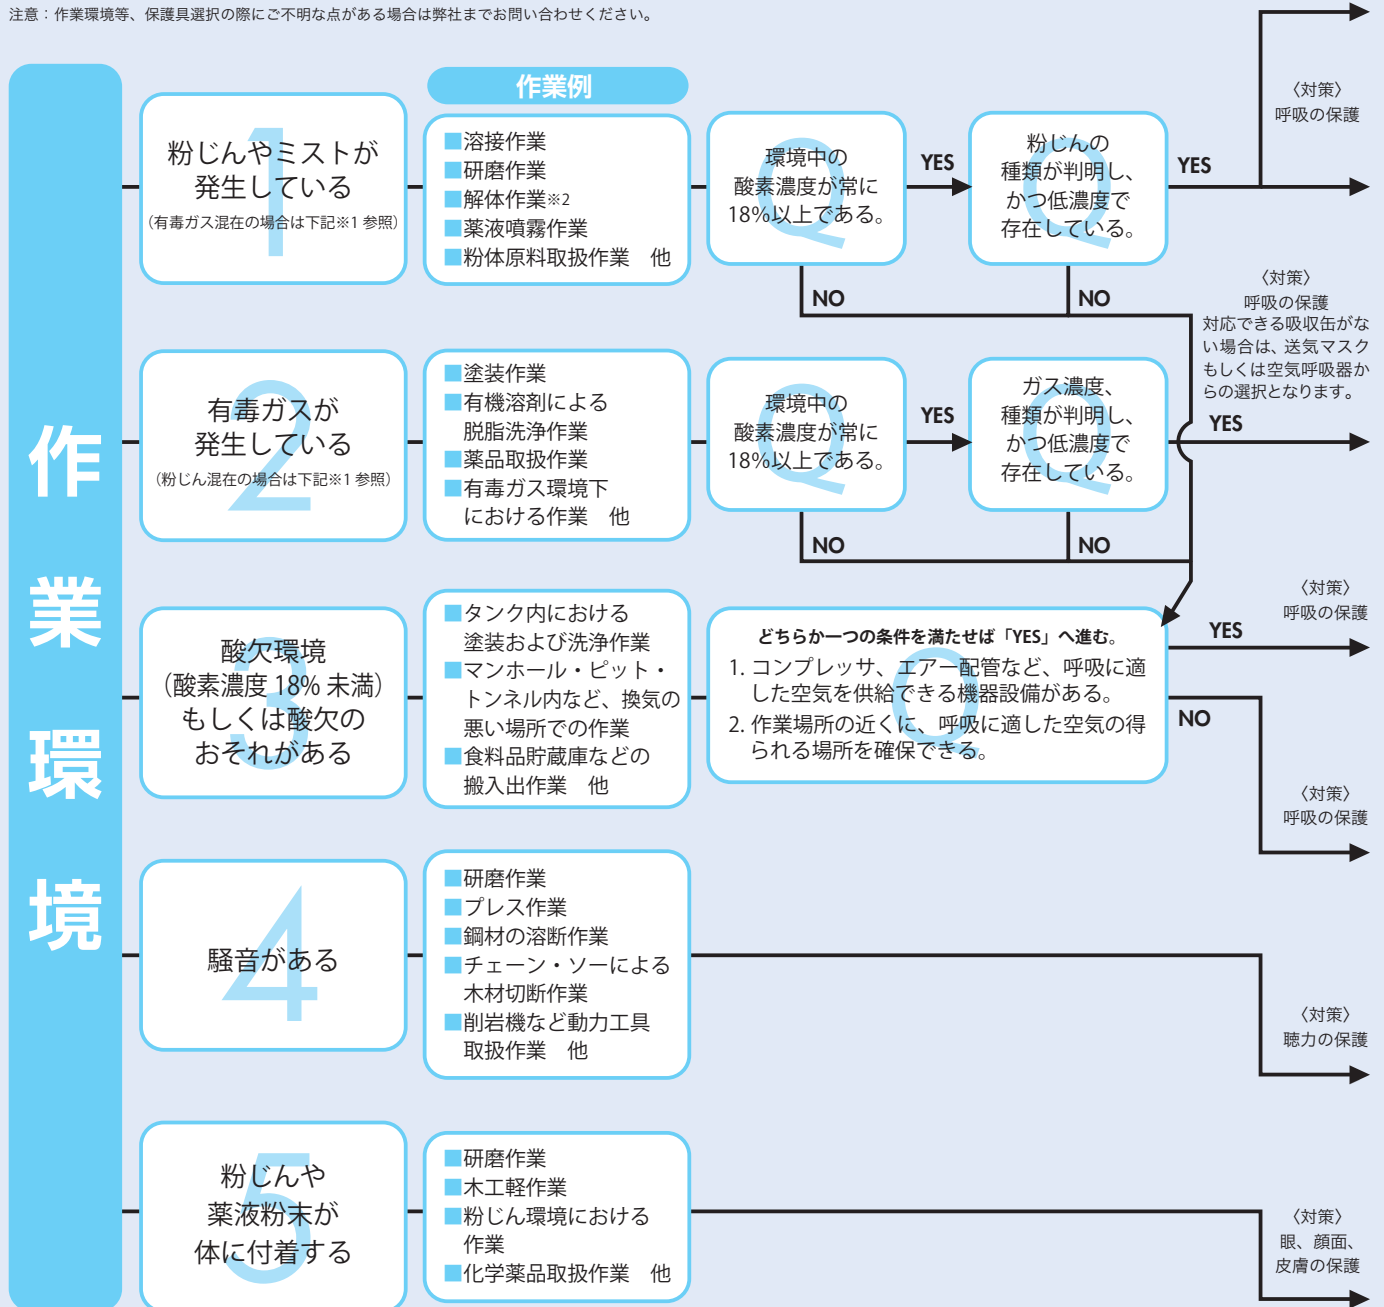 注意：作業環境等、保護具選択の際にご不明な点がある場合は弊社までお問い合わせください。
作業環境
作業例
1
粉じんやミストが
発生している
（有毒ガス混在の場合は下記※1 参照）
■溶接作業
■研磨作業
■解体作業※2
■薬液噴霧作業
■粉体原料取扱作業　他
Q
環境中の
酸素濃度が常に
18%以上である。
YES
NO
Q
粉じんの
種類が判明し、
かつ低濃度で
存在している。
YES
NO
〈対策〉
呼吸の保護
2
有毒ガスが
発生している
（粉じん混在の場合は下記※1 参照）
■塗装作業
■有機溶剤による
脱脂洗浄作業
■薬品取扱作業
■有毒ガス環境下
における作業　他
Q
環境中の
酸素濃度が常に
18%以上である。
YES
NO
Q
ガス濃度、
種類が判明し、
かつ低濃度で
存在している。
YES
NO
〈対策〉
呼吸の保護
対応できる吸収缶がな
い場合は、送気マスク
もしくは空気呼吸器か
らの選択となります。
3
酸欠環境
（酸素濃度 18% 未満）
もしくは酸欠の
おそれがある
■タンク内における
塗装および洗浄作業
■マンホール・ピット・
トンネル内など、換気の
悪い場所での作業
■食料品貯蔵庫などの
搬入出作業　他
Q
どちらか一つの条件を満たせば「YES」へ進む。
1. コンプレッサ、エアー配管など、呼吸に適
した空気を供給できる機器設備がある。
2. 作業場所の近くに、呼吸に適した空気の得
られる場所を確保できる。
YES
〈対策〉
呼吸の保護
NO
〈対策〉
呼吸の保護
4
騒音がある
■研磨作業
■プレス作業
■鋼材の溶断作業
■チェーン・ソーによる
木材切断作業
■削岩機など動力工具
取扱作業　他
〈対策〉
聴力の保護
5
粉じんや
薬液粉末が
体に付着する
■研磨作業
■木工軽作業
■粉じん環境における
作業
■化学薬品取扱作業　他
〈対策〉
眼、顔面、
皮膚の保護